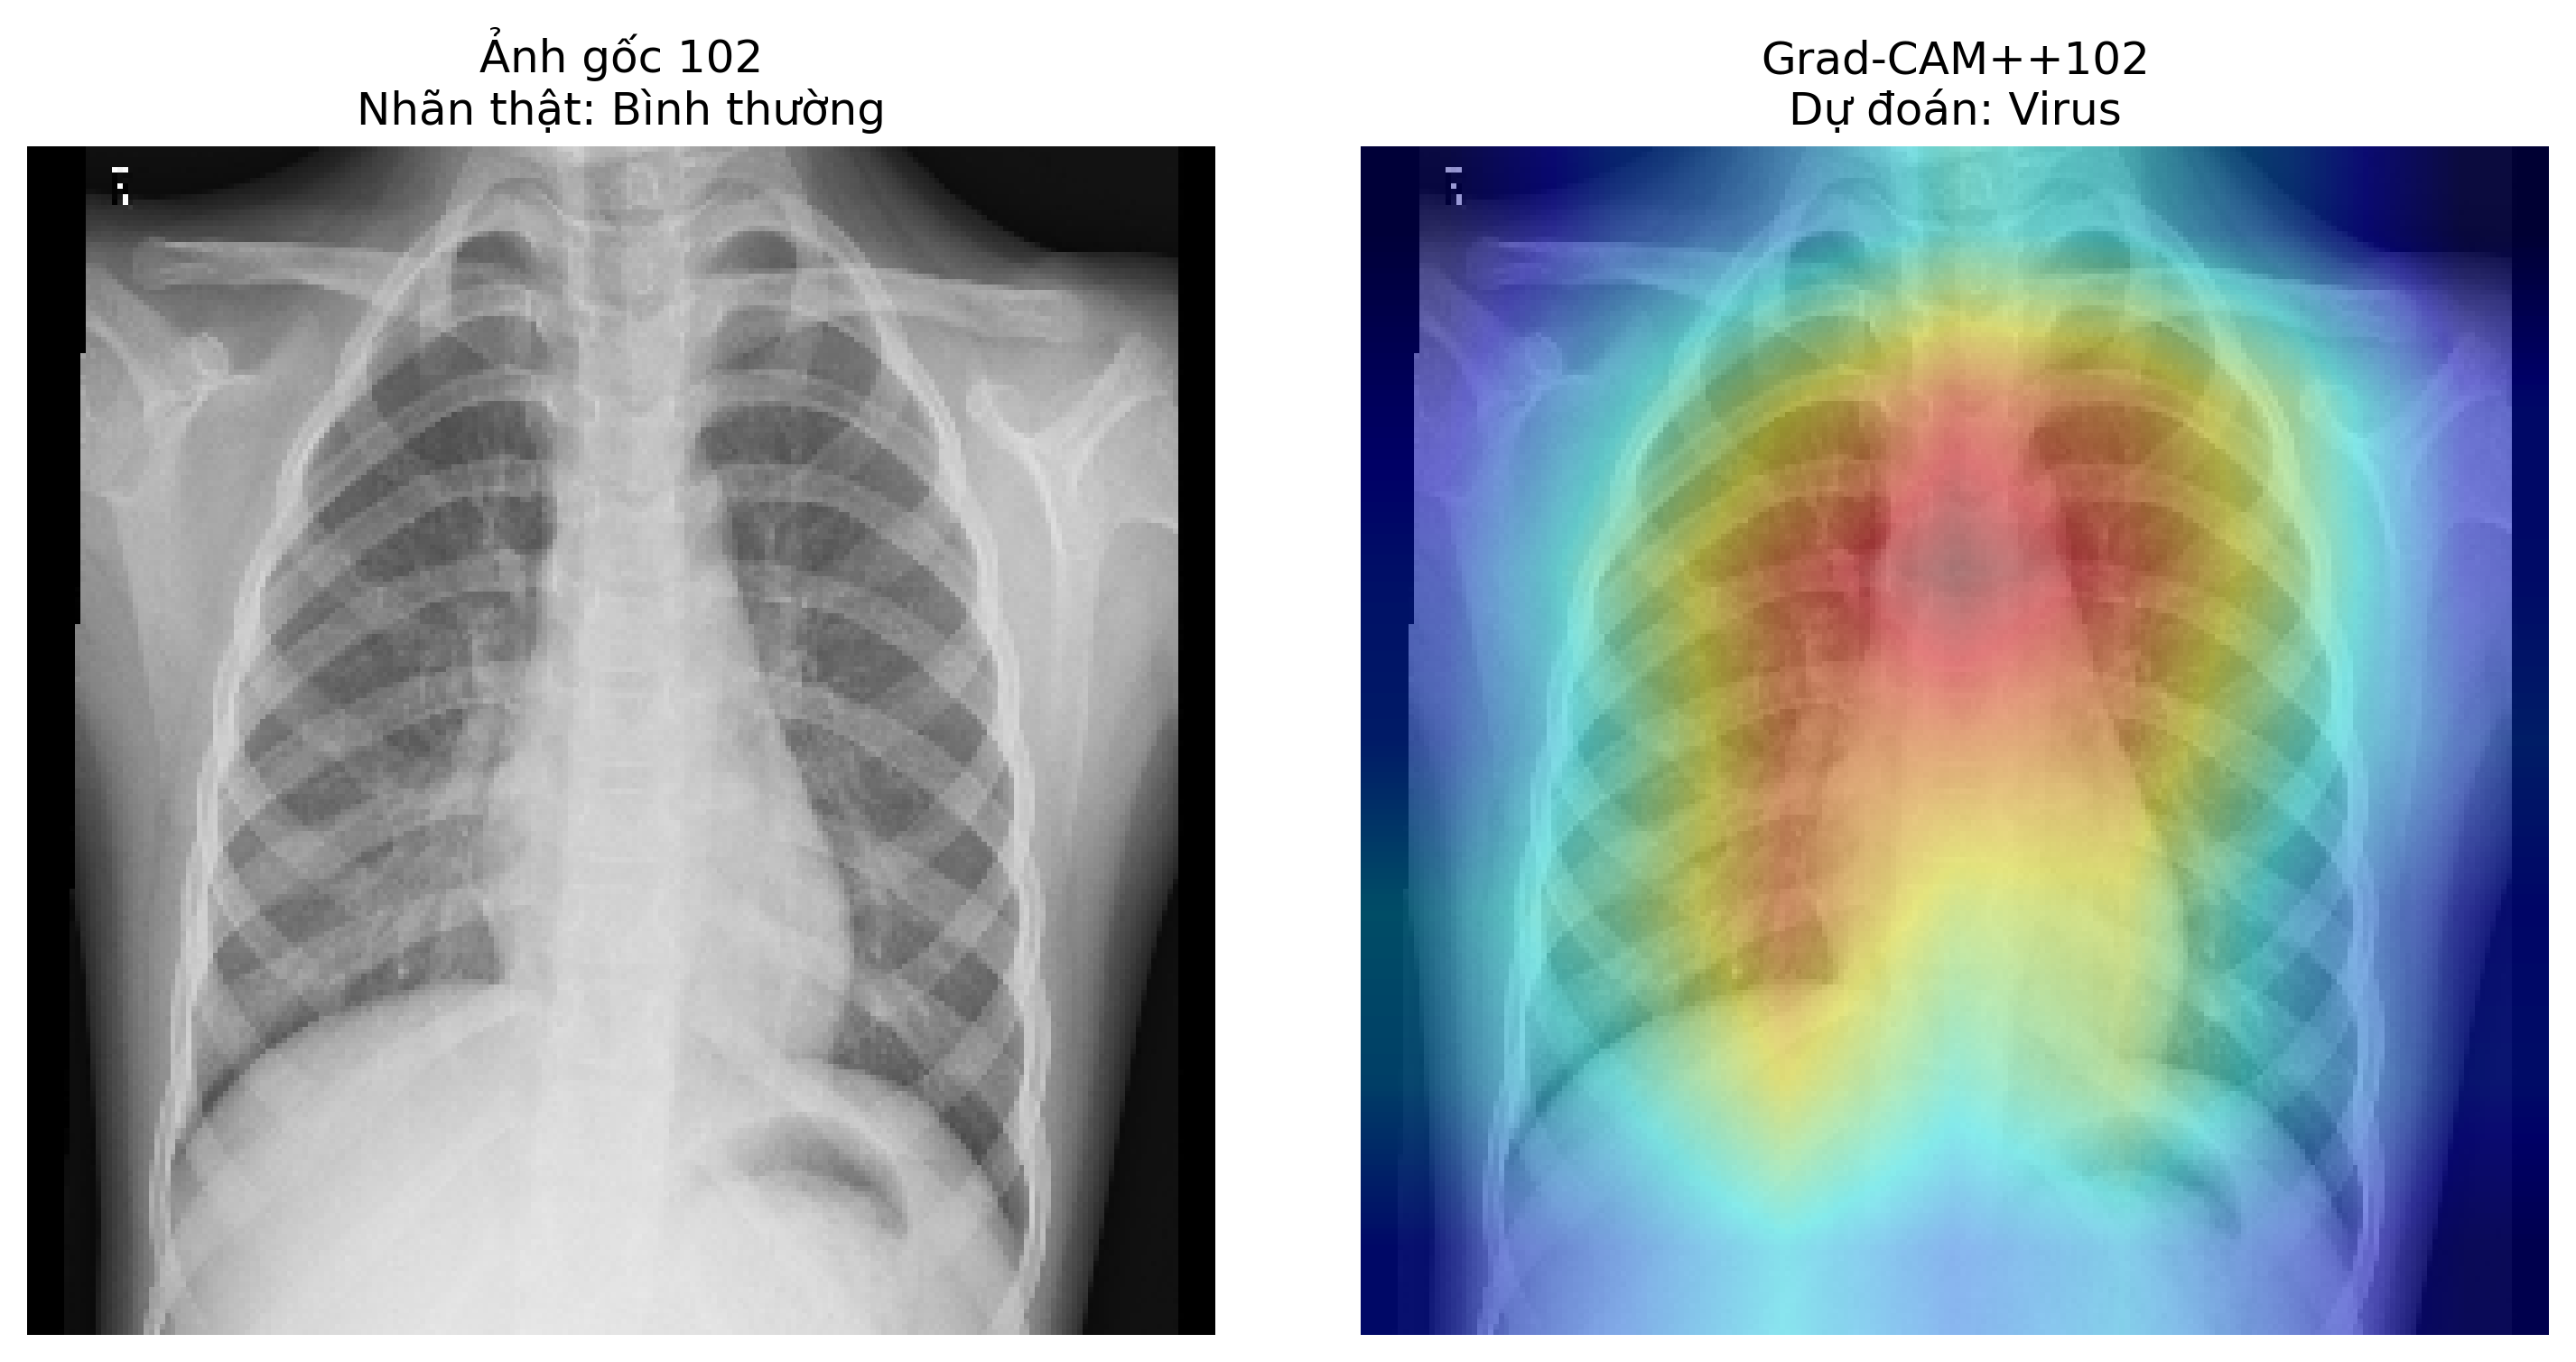 Ảnh gốc 102
Nhãn thật: Bình thường
Grad-CAM++102
Dự đoán: Virus